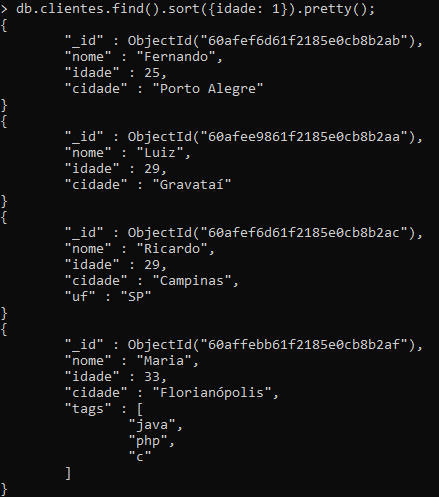 > db.clientes.find().sort({idade: 1}).pretty();
{
        "_id" : ObjectId("60afef6d61f2185e0cb8b2ab"),
        "nome" : "Fernando",
        "idade" : 25,
        "cidade" : "Porto Alegre"
}
{
        "_id" : ObjectId("60afee9861f2185e0cb8b2aa"),
        "nome" : "Luiz",
        "idade" : 29,
        "cidade" : "Gravataí"
}
{
        "_id" : ObjectId("60afef6d61f2185e0cb8b2ac"),
        "nome" : "Ricardo",
        "idade" : 29,
        "cidade" : "Campinas",
        "uf" : "SP"
}
{
        "_id" : ObjectId("60affebb61f2185e0cb8b2af"),
        "nome" : "Maria",
        "idade" : 33,
        "cidade" : "Florianópolis",
        "tags" : [
                "java",
                "php",
                "c"
        ]
}